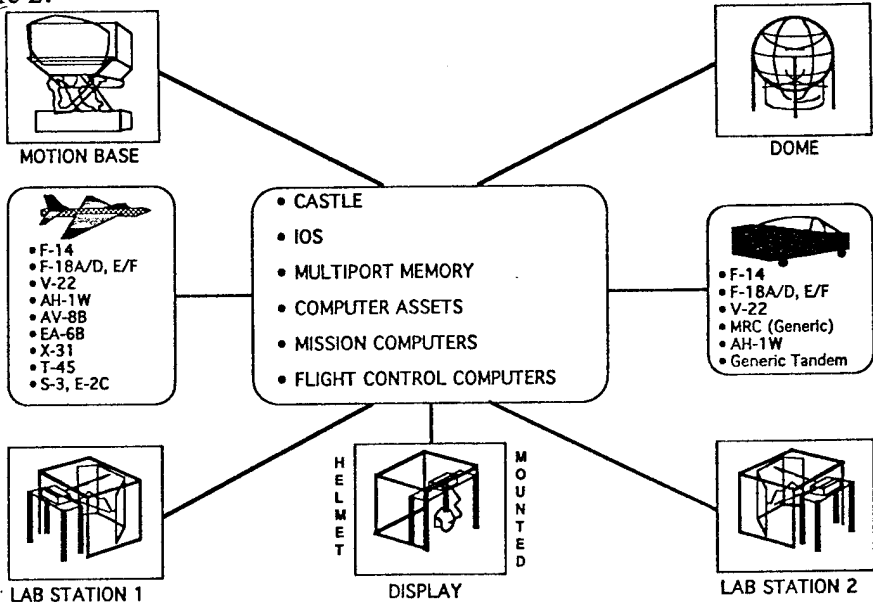 MOTION BASE
DOME
• F-14
• F-18A/D, E/F
• V-22
• AH-1W
• AV-8B
• EA-6B
• X-31
• T-45
• S-3, E-2C
• CASTLE
• IOS
• MULTIPORT MEMORY
• COMPUTER ASSETS
• MISSION COMPUTERS
• FLIGHT CONTROL COMPUTERS
• F-14
• F-18A/D, E/F
• V-22
• MRC (Generic)
• AH-1W
• Generic Tandem
LAB STATION 1
HELMET
MOUNTED
DISPLAY
LAB STATION 2